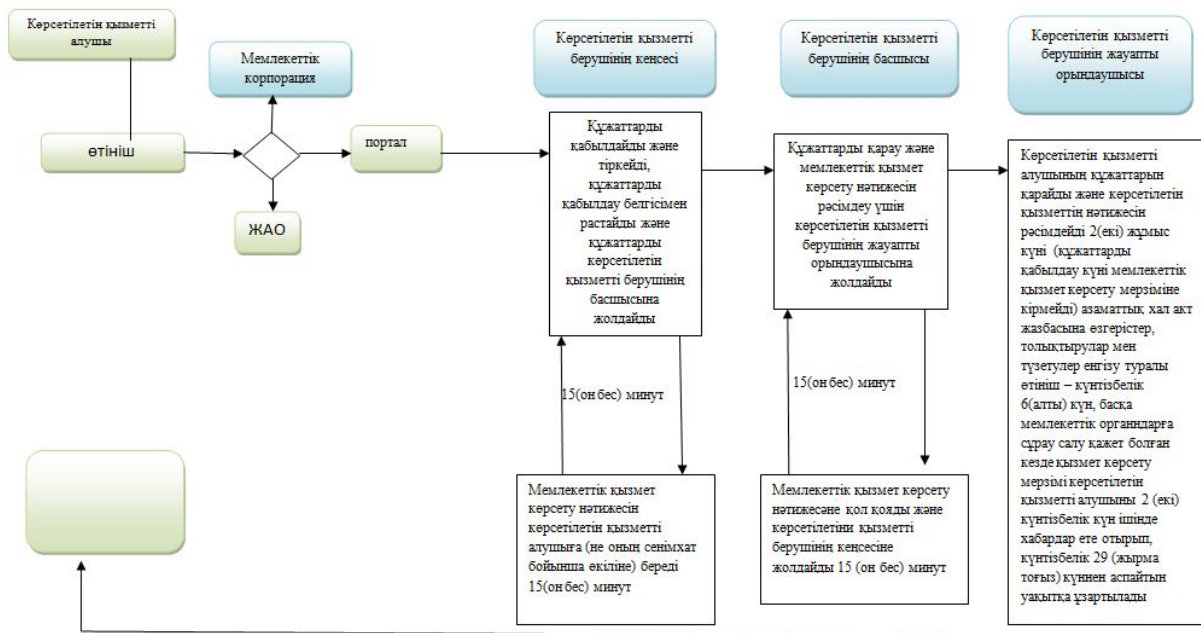 Көрсетілетін қызметті
алушы
Мемлекеттік
корпорация
өтініш
портал
ЖАО
Көрсетілетін қызметті
берушінің кеңсесі
Көрсетілетін қызметті
берушінің басшысы
Көрсетілетін қызметті
берушінің жауапты
орындаушысы
Құжаттарды
қабылдайды және
тіркейді,
құжаттарды
қабылдау белгісімен
растайды және
құжаттарды
көрсетілетін
қызметті берушінің
басшысына
жолдайды
Құжаттарды қарау және
мемлекеттік қызмет
көрсету нәтижесін
рәсімдеу үшін
көрсетілетін қызметті
берушінің жауапты
орындаушысына
жолдайды
Көрсетілетін қызметті
алушының құжаттарын
қарайды және көрсетілетін
қызметтін нәтижесін
рәсімдейді 2(екі) жұмыс
күні (құжаттарды
қабылдау күні мемлекеттік
қызмет көрсету мерзіміне
кірмейді) азаматтық хал акт
жазбасына өзгерістер,
толықтырулар мен
түзетулер енгізу туралы
өтініш – күнтізбелік
6(алты) күн, басқа
мемлекеттік органндарға
сұрау салу қажет болған
кезде қызмет көрсету
мерзімі көрсетілетін
қызметті алушыны 2 (екі)
күнтізбелік күн ішінде
хабардар ете отырып,
күнтізбелік 29 (жырма
тоғыз) күннен аспайтын
уақытқа ұзартылады
15(он бес) минут
15(он бес) минут
Мемлекеттік қызмет
көрсету нәтижесін
көрсетілетін қызметті
алушыға (не оның сенімхат
бойынша өкіліне) береді
15(он бес) минут
Мемлекеттік қызмет көрсету
нәтижесәне қол қояды және
көрсетілетіни қызметті
берушінің кеңсесіне
жолдайды 15 (он бес) минут